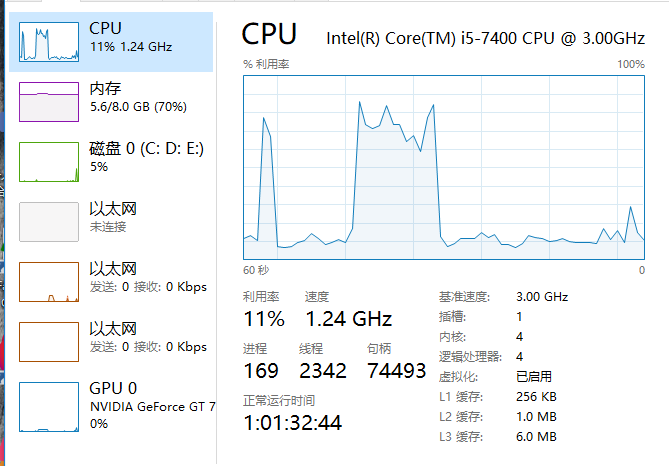 CPU
11% 1.24 GHz
内存
5.6/8.0 GB (70%)
磁盘 0 (C: D: E:)
5%
以太网
未连接
以太网
发送: 0 接收: 0 Kbps
以太网
发送: 0 接收: 0 Kbps
GPU 0
NVIDIA GeForce GT 7
0%
CPU
Intel(R) Core(TM) i5-7400 CPU @ 3.00GHz
% 利用率 100%
60 秒 0
利用率 速度
11% 1.24 GHz
进程 线程 句柄
169 2342 74493
正常运行时间
1:01:32:44
基准速度: 3.00 GHz
插槽: 1
内核: 4
逻辑处理器: 4
虚拟化: 已启用
L1 缓存: 256 KB
L2 缓存: 1.0 MB
L3 缓存: 6.0 MB